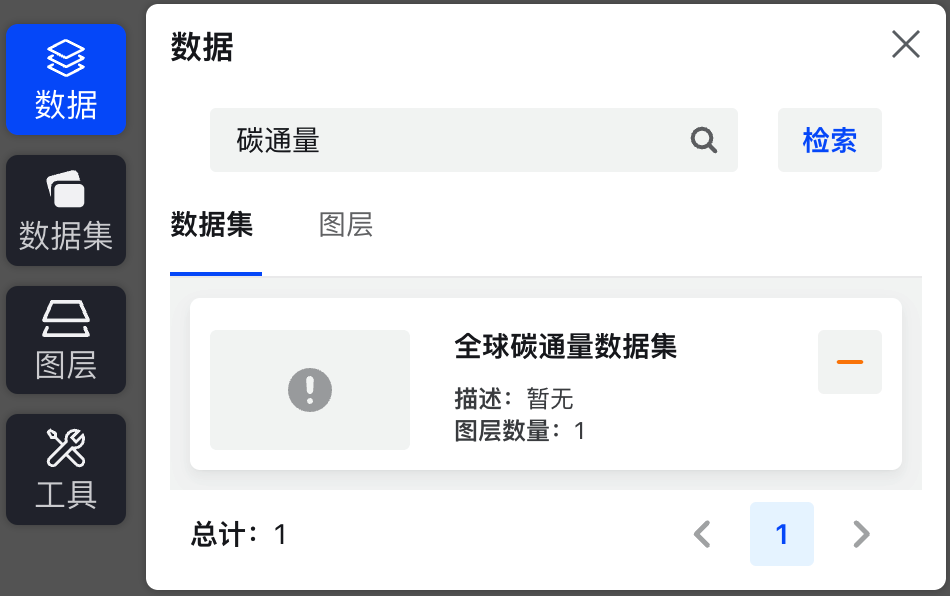 数据
数据集
图层
工具
数据
碳通量
检索
数据集
图层
全球碳通量数据集
描述：暂无
图层数量：1
总计：1
1